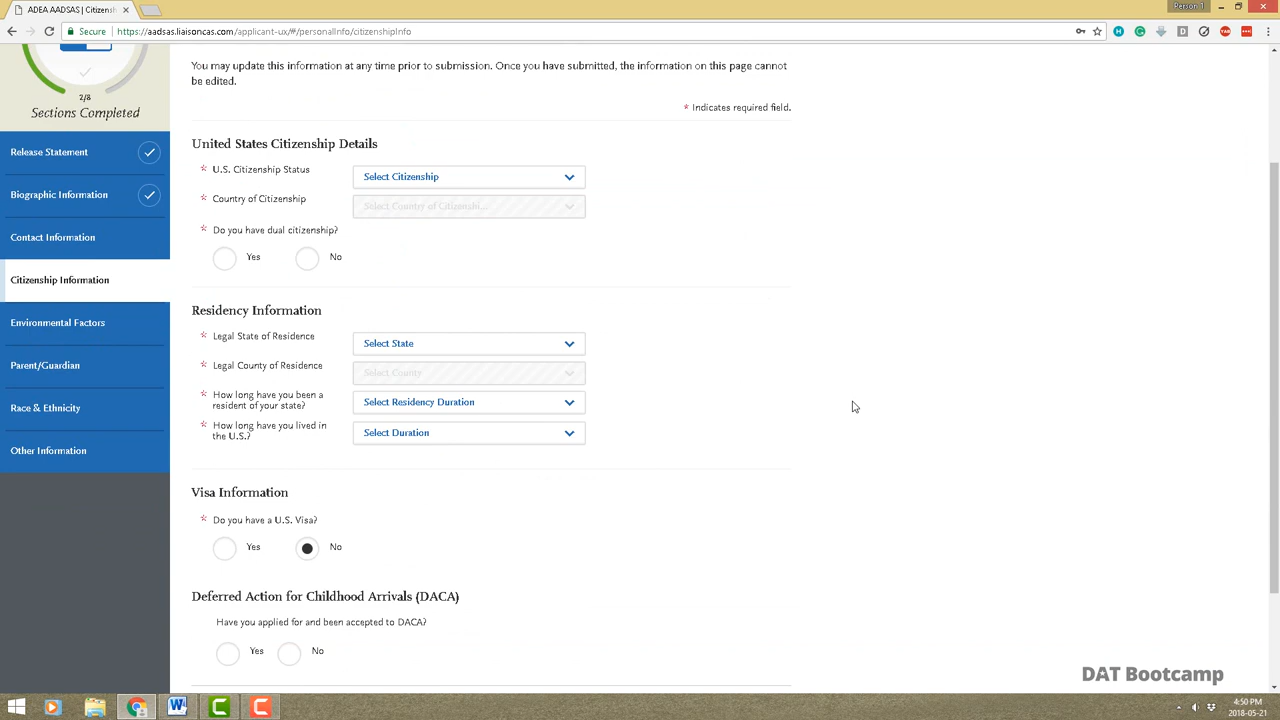 ADEA AADSAS | Citizensh
Person 1
Secure https://aadsas.liaisoncas.com/applicant-ux/#/personalInfo/citizenshipInfo
2/8
Sections Completed
Release Statement
Biographic Information
Contact Information
Citizenship Information
Environmental Factors
Parent/Guardian
Race & Ethnicity
Other Information
You may update this information at any time prior to submission. Once you have submitted, the information on this page cannot
be edited.
* Indicates required field.
United States Citizenship Details
* U.S. Citizenship Status Select Citizenship
* Country of Citizenship Select Country of Citizenshi...
* Do you have dual citizenship?
Yes No
Residency Information
* Legal State of Residence Select State
* Legal County of Residence Select County
* How long have you been a
resident of your state? Select Residency Duration
* How long have you lived in
the U.S.? Select Duration
Visa Information
* Do you have a U.S. Visa?
Yes No
Deferred Action for Childhood Arrivals (DACA)
Have you applied for and been accepted to DACA?
Yes No
DAT Bootcamp
4:50 PM
2018-05-21